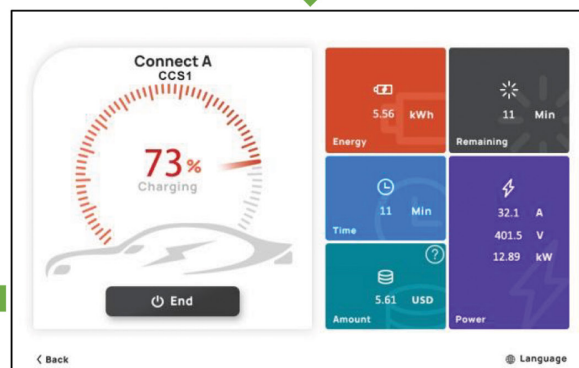 Connect A
CCS1
73%
Charging
End
5.56 kWh
Energy
11 Min
Remaining
11 Min
Time
32.1 A
401.5 V
12.89 kW
Power
?
5.61 USD
Amount
Back
Language